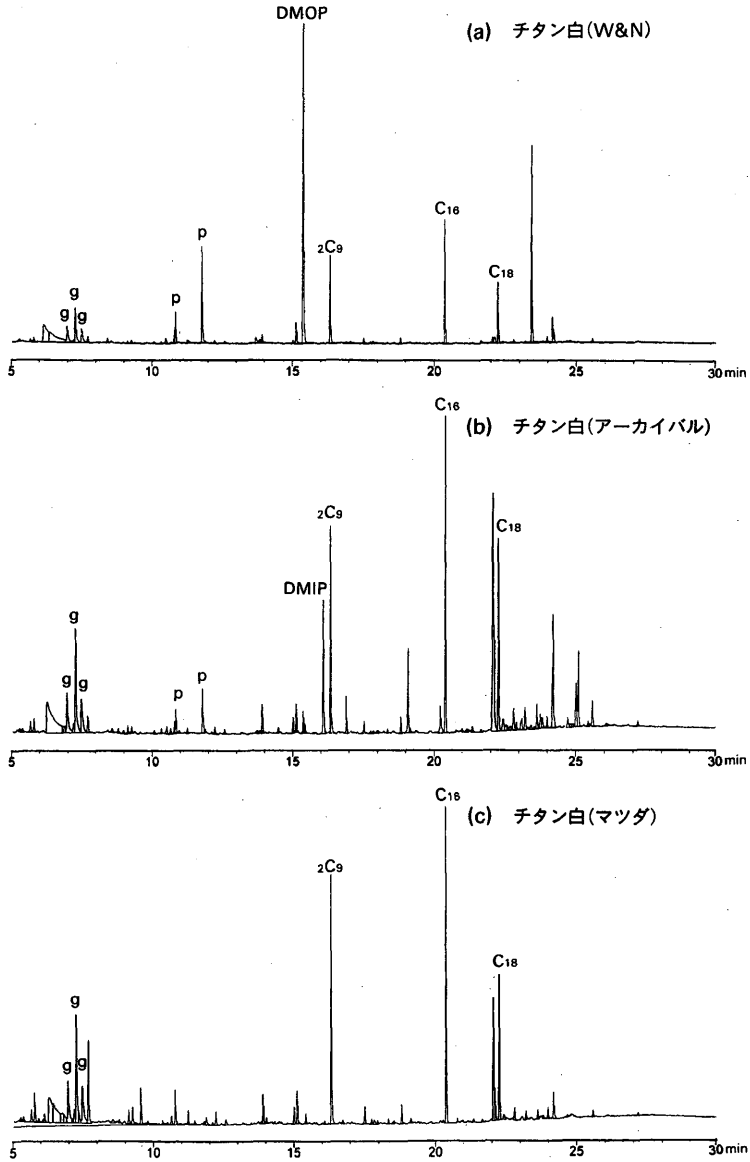 DMOP
(a) チタン白(W&N)
C₁₆
p
₂C₉
C₁₈
g
p
g
g
5 10 15 20 25 30 min
C₁₆
(b) チタン白(アーカイバル)
₂C₉
C₁₈
DMIP
g
p
g
g
p
5 10 15 20 25 30 min
C₁₆
(c) チタン白(マツダ)
₂C₉
C₁₈
g
g
g
5 10 15 20 25 30 min